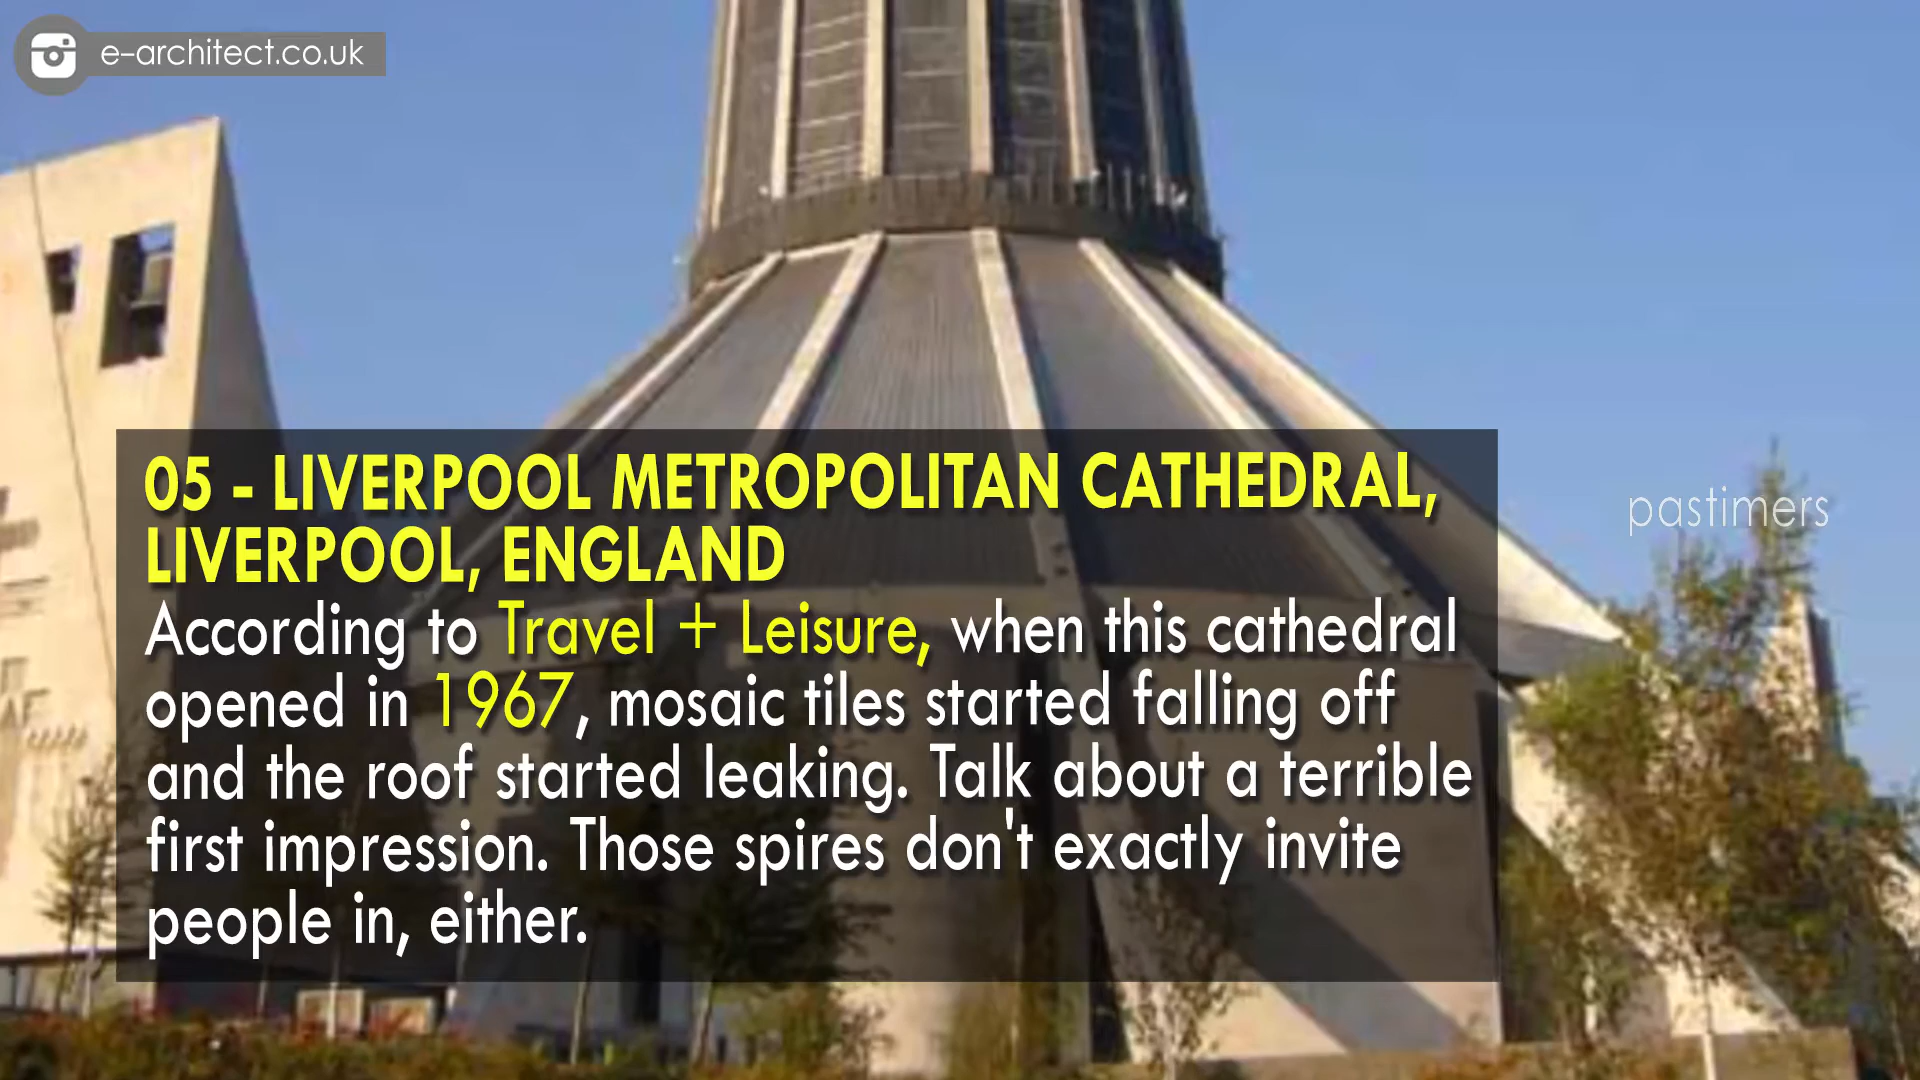 e-architect.co.uk
05 - LIVERPOOL METROPOLITAN CATHEDRAL,
LIVERPOOL, ENGLAND
According to Travel + Leisure, when this cathedral
opened in 1967, mosaic tiles started falling off
and the roof started leaking. Talk about a terrible
first impression. Those spires don't exactly invite
people in, either.
pastimers